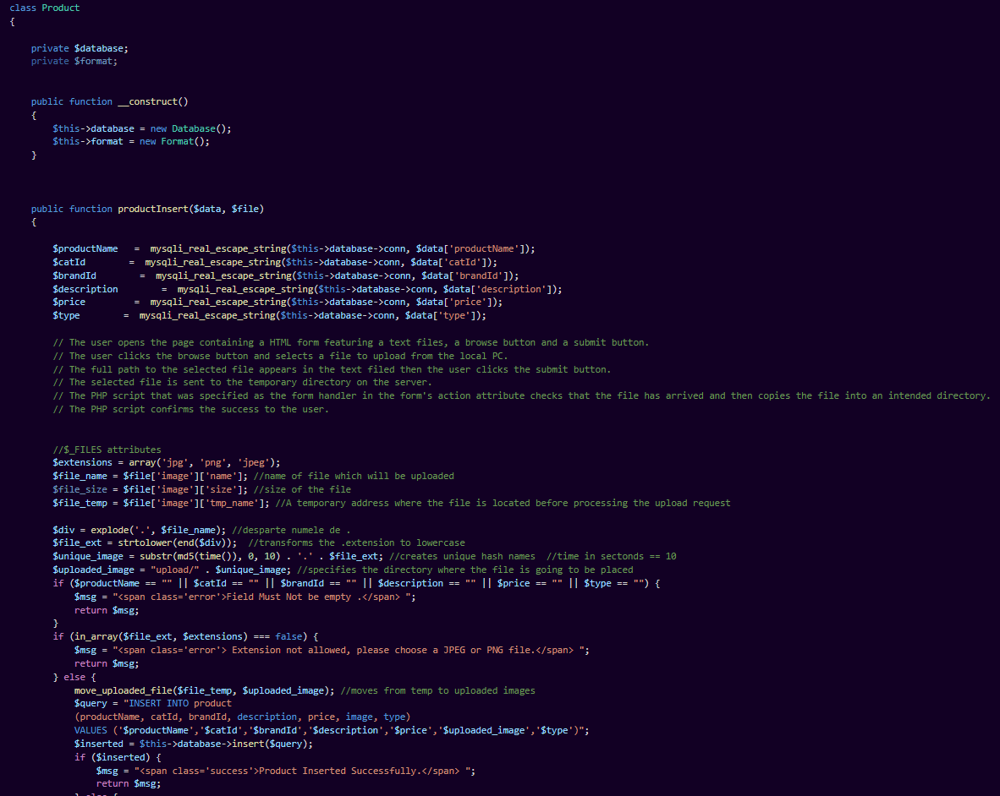 class Product
{
private $database;
private $format;
public function __construct()
{
$this->database = new Database();
$this->format = new Format();
}
public function productInsert($data, $file)
{
$productName = mysqli_real_escape_string($this->database->conn, $data['productName']);
$catId = mysqli_real_escape_string($this->database->conn, $data['catId']);
$brandId = mysqli_real_escape_string($this->database->conn, $data['brandId']);
$description = mysqli_real_escape_string($this->database->conn, $data['description']);
$price = mysqli_real_escape_string($this->database->conn, $data['price']);
$type = mysqli_real_escape_string($this->database->conn, $data['type']);
// The user opens the page containing a HTML form featuring a text files, a browse button and a submit button.
// The user clicks the browse button and selects a file to upload from the local PC.
// The full path to the selected file appears in the text filed then the user clicks the submit button.
// The selected file is sent to the temporary directory on the server.
// The PHP script that was specified as the form handler in the form's action attribute checks that the file has arrived and then copies the file into an intended directory.
// The PHP script confirms the success to the user.
//$_FILES attributes
$extensions = array('jpg', 'png', 'jpeg');
$file_name = $file['image']['name']; //name of file which will be uploaded
$file_size = $file['image']['size']; //size of the file
$file_temp = $file['image']['tmp_name']; //A temporary address where the file is located before processing the upload request
$div = explode('.', $file_name); //desparte numele de .
$file_ext = strtolower(end($div)); //transforms the .extension to lowercase
$unique_image = substr(md5(time()), 0, 10) . '.' . $file_ext; //creates unique hash names //time in sectonds == 10
$uploaded_image = "upload/" . $unique_image; //specifies the directory where the file is going to be placed
if ($productName == "" || $catId == "" || $brandId == "" || $description == "" || $price == "" || $type == "") {
$msg = "<span class='error'>Field Must Not be empty .</span> ";
return $msg;
}
if (in_array($file_ext, $extensions) === false) {
$msg = "<span class='error'> Extension not allowed, please choose a JPEG or PNG file.</span> ";
return $msg;
} else {
move_uploaded_file($file_temp, $uploaded_image); //moves from temp to uploaded images
$query = "INSERT INTO product
(productName, catId, brandId, description, price, image, type)
VALUES ('$productName','$catId','$brandId','$description','$price','$uploaded_image','$type')";
$inserted = $this->database->insert($query);
if ($inserted) {
$msg = "<span class='success'>Product Inserted Successfully.</span> ";
return $msg;
} else {